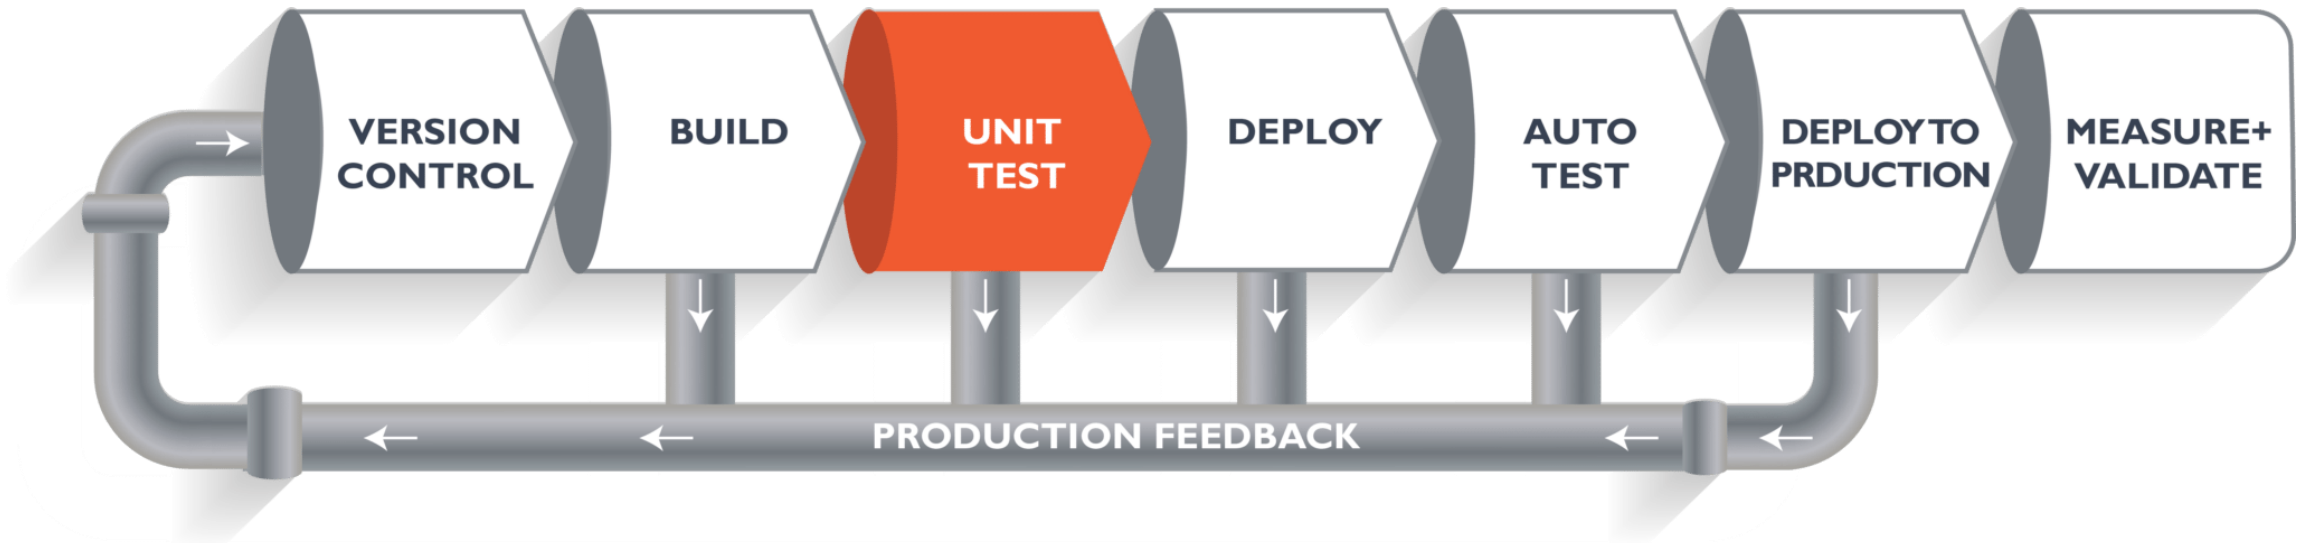 VERSION
CONTROL
BUILD
UNIT
TEST
DEPLOY
AUTO
TEST
DEPLOY TO
PRDUCTION
MEASURE+
VALIDATE
PRODUCTION FEEDBACK